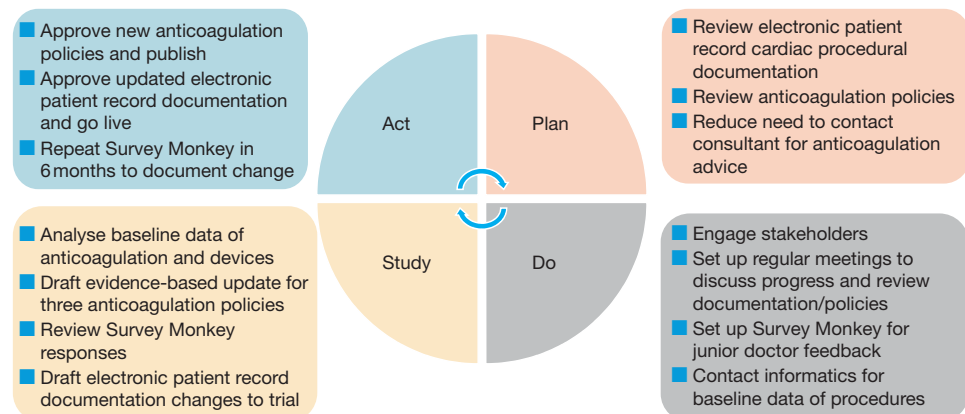 Approve new anticoagulation
policies and publish
Approve updated electronic
patient record documentation
and go live
Repeat Survey Monkey in
6 months to document change
Act
Plan
Review electronic patient
record cardiac procedural
documentation
Review anticoagulation policies
Reduce need to contact
consultant for anticoagulation
advice
Analyse baseline data of
anticoagulation and devices
Draft evidence-based update for
three anticoagulation policies
Review Survey Monkey
responses
Draft electronic patient record
documentation changes to trial
Study
Do
Engage stakeholders
Set up regular meetings to
discuss progress and review
documentation/policies
Set up Survey Monkey for
junior doctor feedback
Contact informatics for
baseline data of procedures